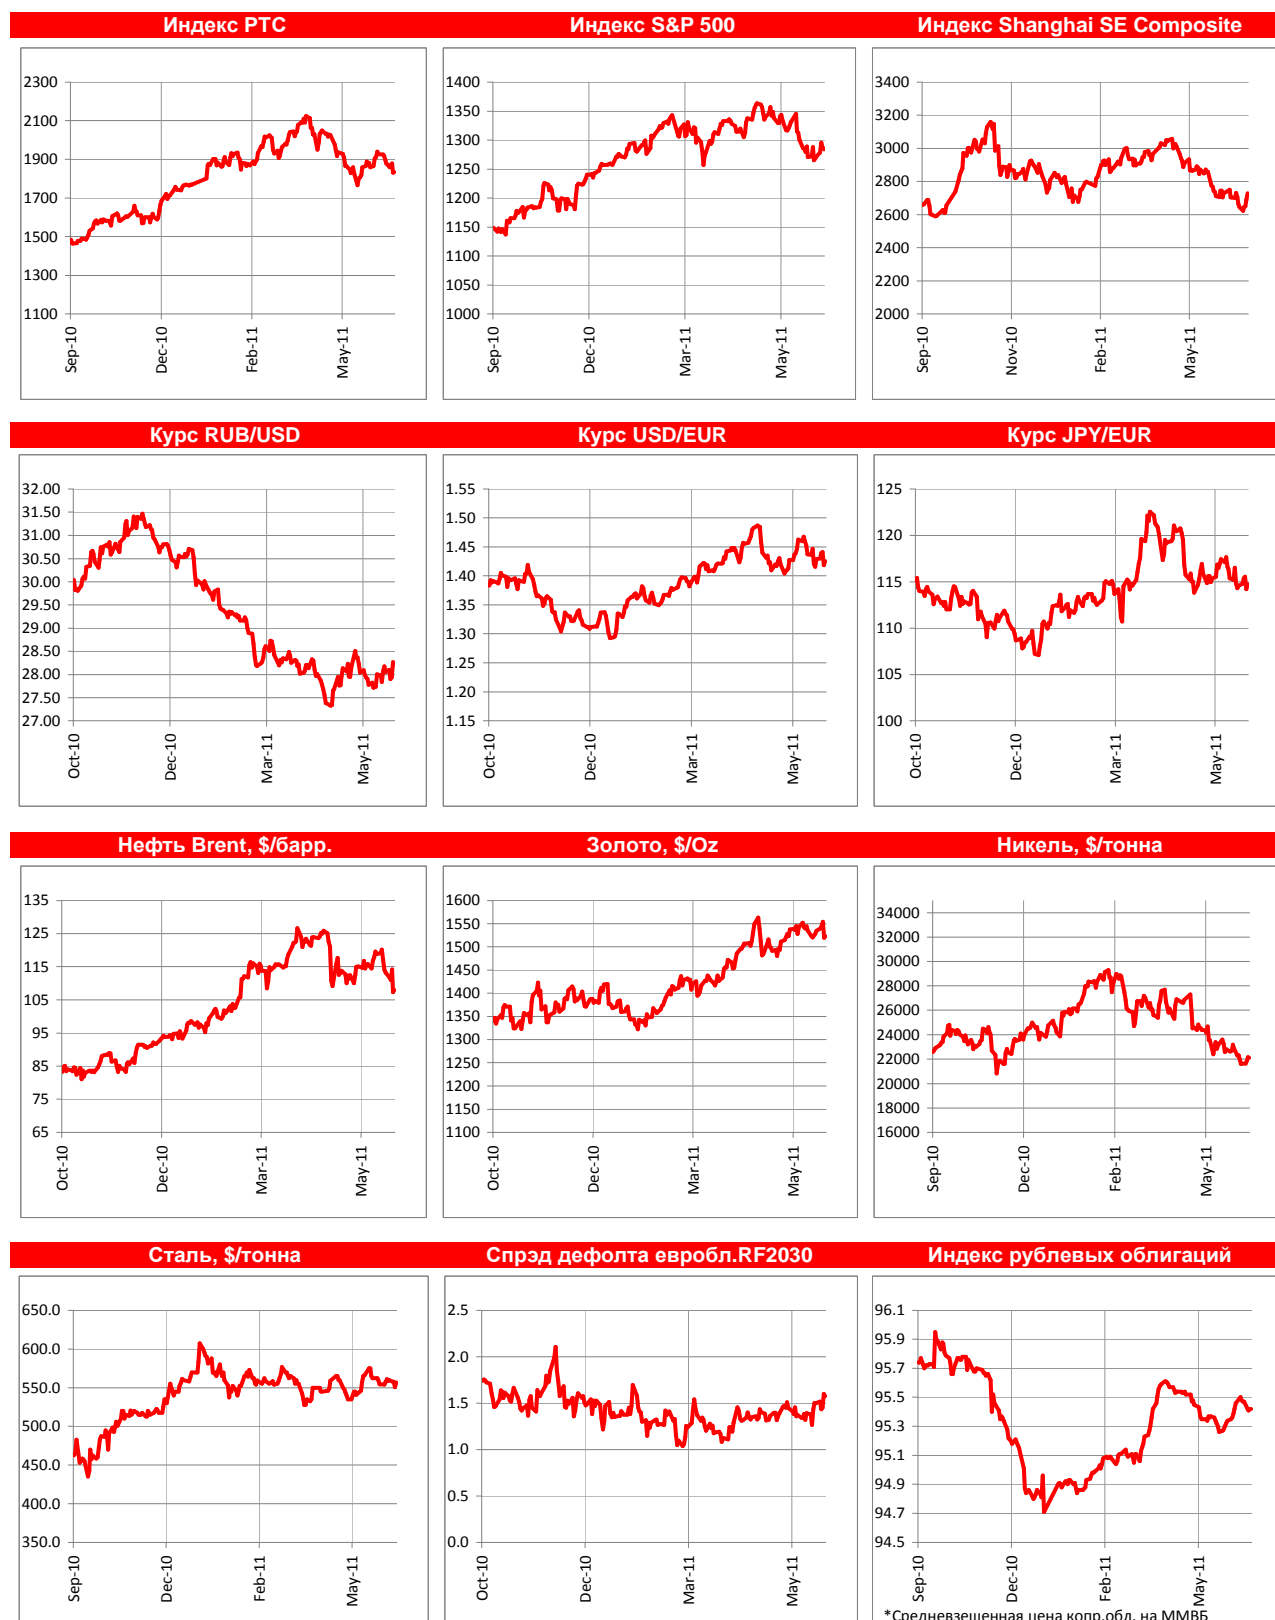 Индекс РТС
Индекс S&P 500
Индекс Shanghai SE Composite
2300
2100
1900
1700
1500
1300
1100
Sep-10
Dec-10
Feb-11
May-11
1400
1350
1300
1250
1200
1150
1100
1050
1000
Sep-10
Dec-10
Mar-11
May-11
3400
3200
3000
2800
2600
2400
2200
2000
Sep-10
Nov-10
Feb-11
May-11
Курс RUB/USD
Курс USD/EUR
Курс JPY/EUR
32.00
31.50
31.00
30.50
30.00
29.50
29.00
28.50
28.00
27.50
27.00
Oct-10
Dec-10
Mar-11
May-11
1.55
1.50
1.45
1.40
1.35
1.30
1.25
1.20
1.15
Oct-10
Dec-10
Mar-11
May-11
125
120
115
110
105
100
Oct-10
Dec-10
Mar-11
May-11
Нефть Brent, $/барр.
Золото, $/Oz
Никель, $/тонна
135
125
115
105
95
85
75
65
Oct-10
Dec-10
Mar-11
May-11
1600
1550
1500
1450
1400
1350
1300
1250
1200
1150
1100
Oct-10
Dec-10
Mar-11
May-11
34000
32000
30000
28000
26000
24000
22000
20000
18000
16000
Sep-10
Dec-10
Feb-11
May-11
Сталь, $/тонна
Спрэд дефолта евробл.RF2030
Индекс рублевых облигаций
650.0
600.0
550.0
500.0
450.0
400.0
350.0
Sep-10
Dec-10
Feb-11
May-11
2.5
2.0
1.5
1.0
0.5
0.0
Oct-10
Dec-10
Mar-11
May-11
96.1
95.9
95.7
95.5
95.3
95.1
94.9
94.7
94.5
Sep-10
Dec-10
Feb-11
May-11
*Средневзешенная цена копр.обл. на ММВБ